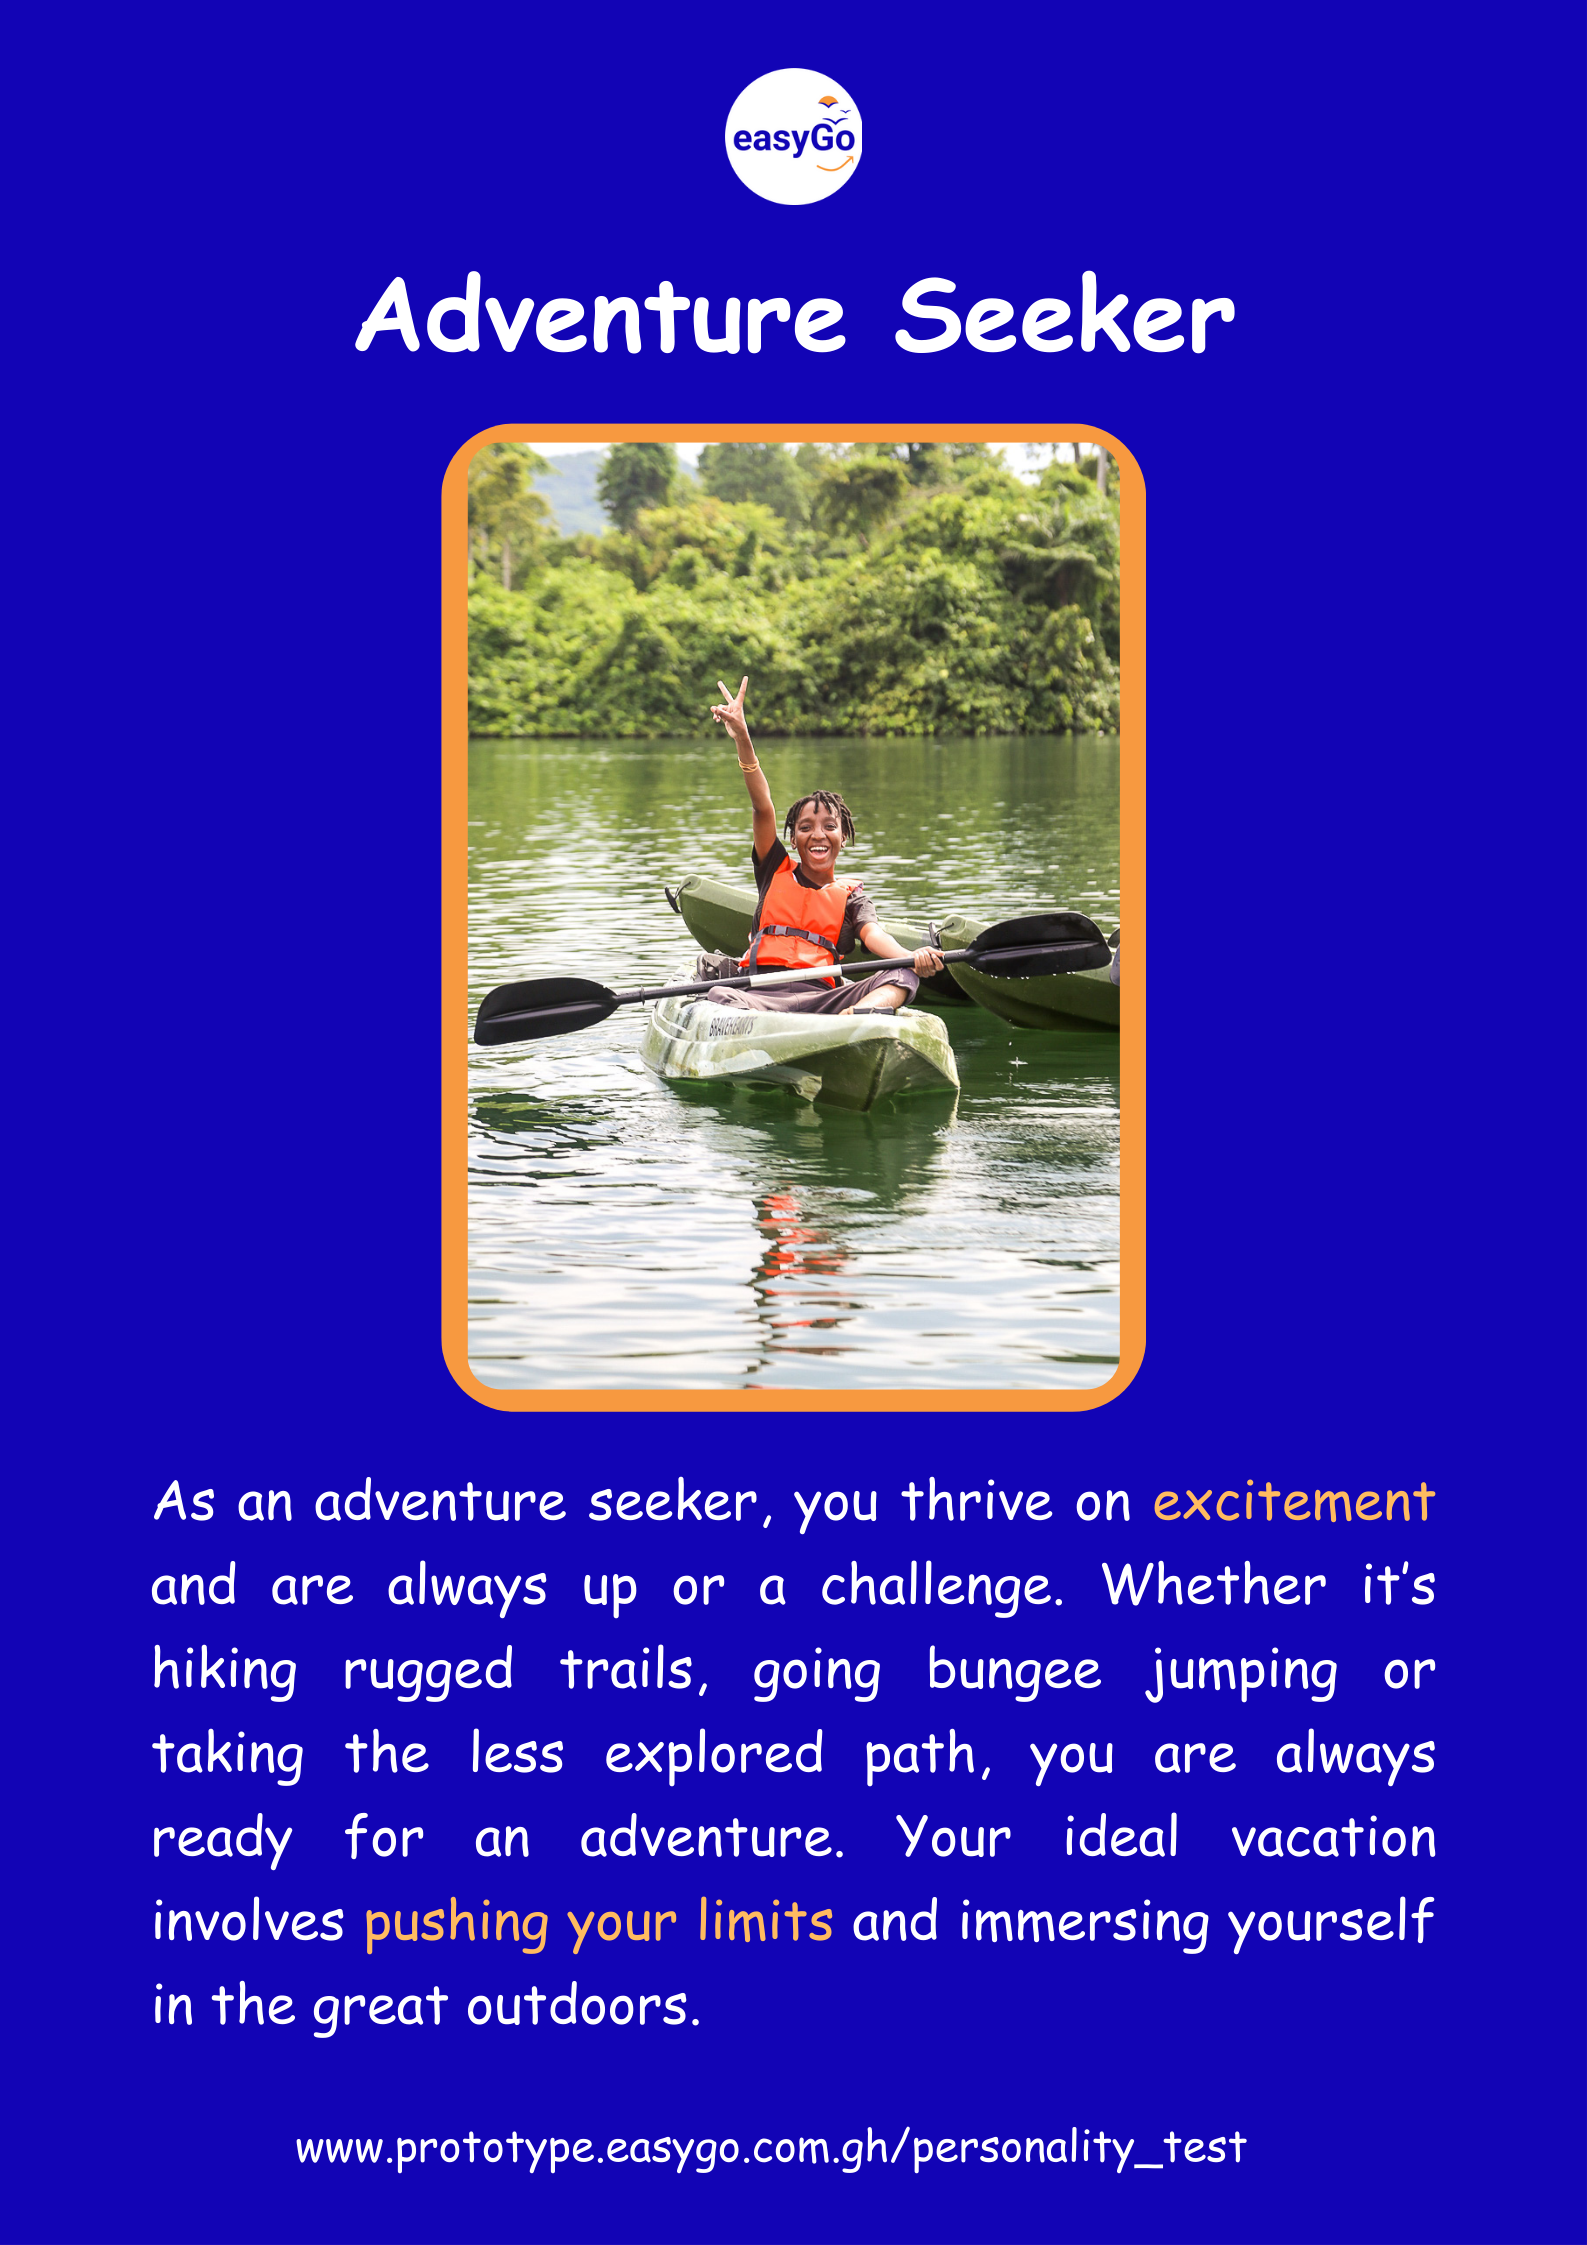 easyGo
Adventure Seeker
BRAVEHEARTS
As an adventure seeker, you thrive on excitement
and are always up or a challenge. Whether it’s
hiking rugged trails, going bungee jumping or
taking the less explored path, you are always
ready for an adventure. Your ideal vacation
involves pushing your limits and immersing yourself
in the great outdoors.
www.prototype.easygo.com.gh/personality_test